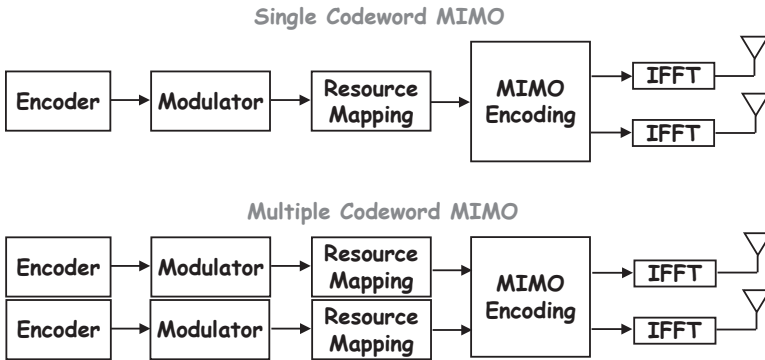 Single Codeword MIMO
Encoder
Modulator
Resource
Mapping
MIMO
Encoding
IFFT
IFFT
Multiple Codeword MIMO
Encoder
Modulator
Resource
Mapping
MIMO
Encoding
IFFT
Encoder
Modulator
Resource
Mapping
IFFT